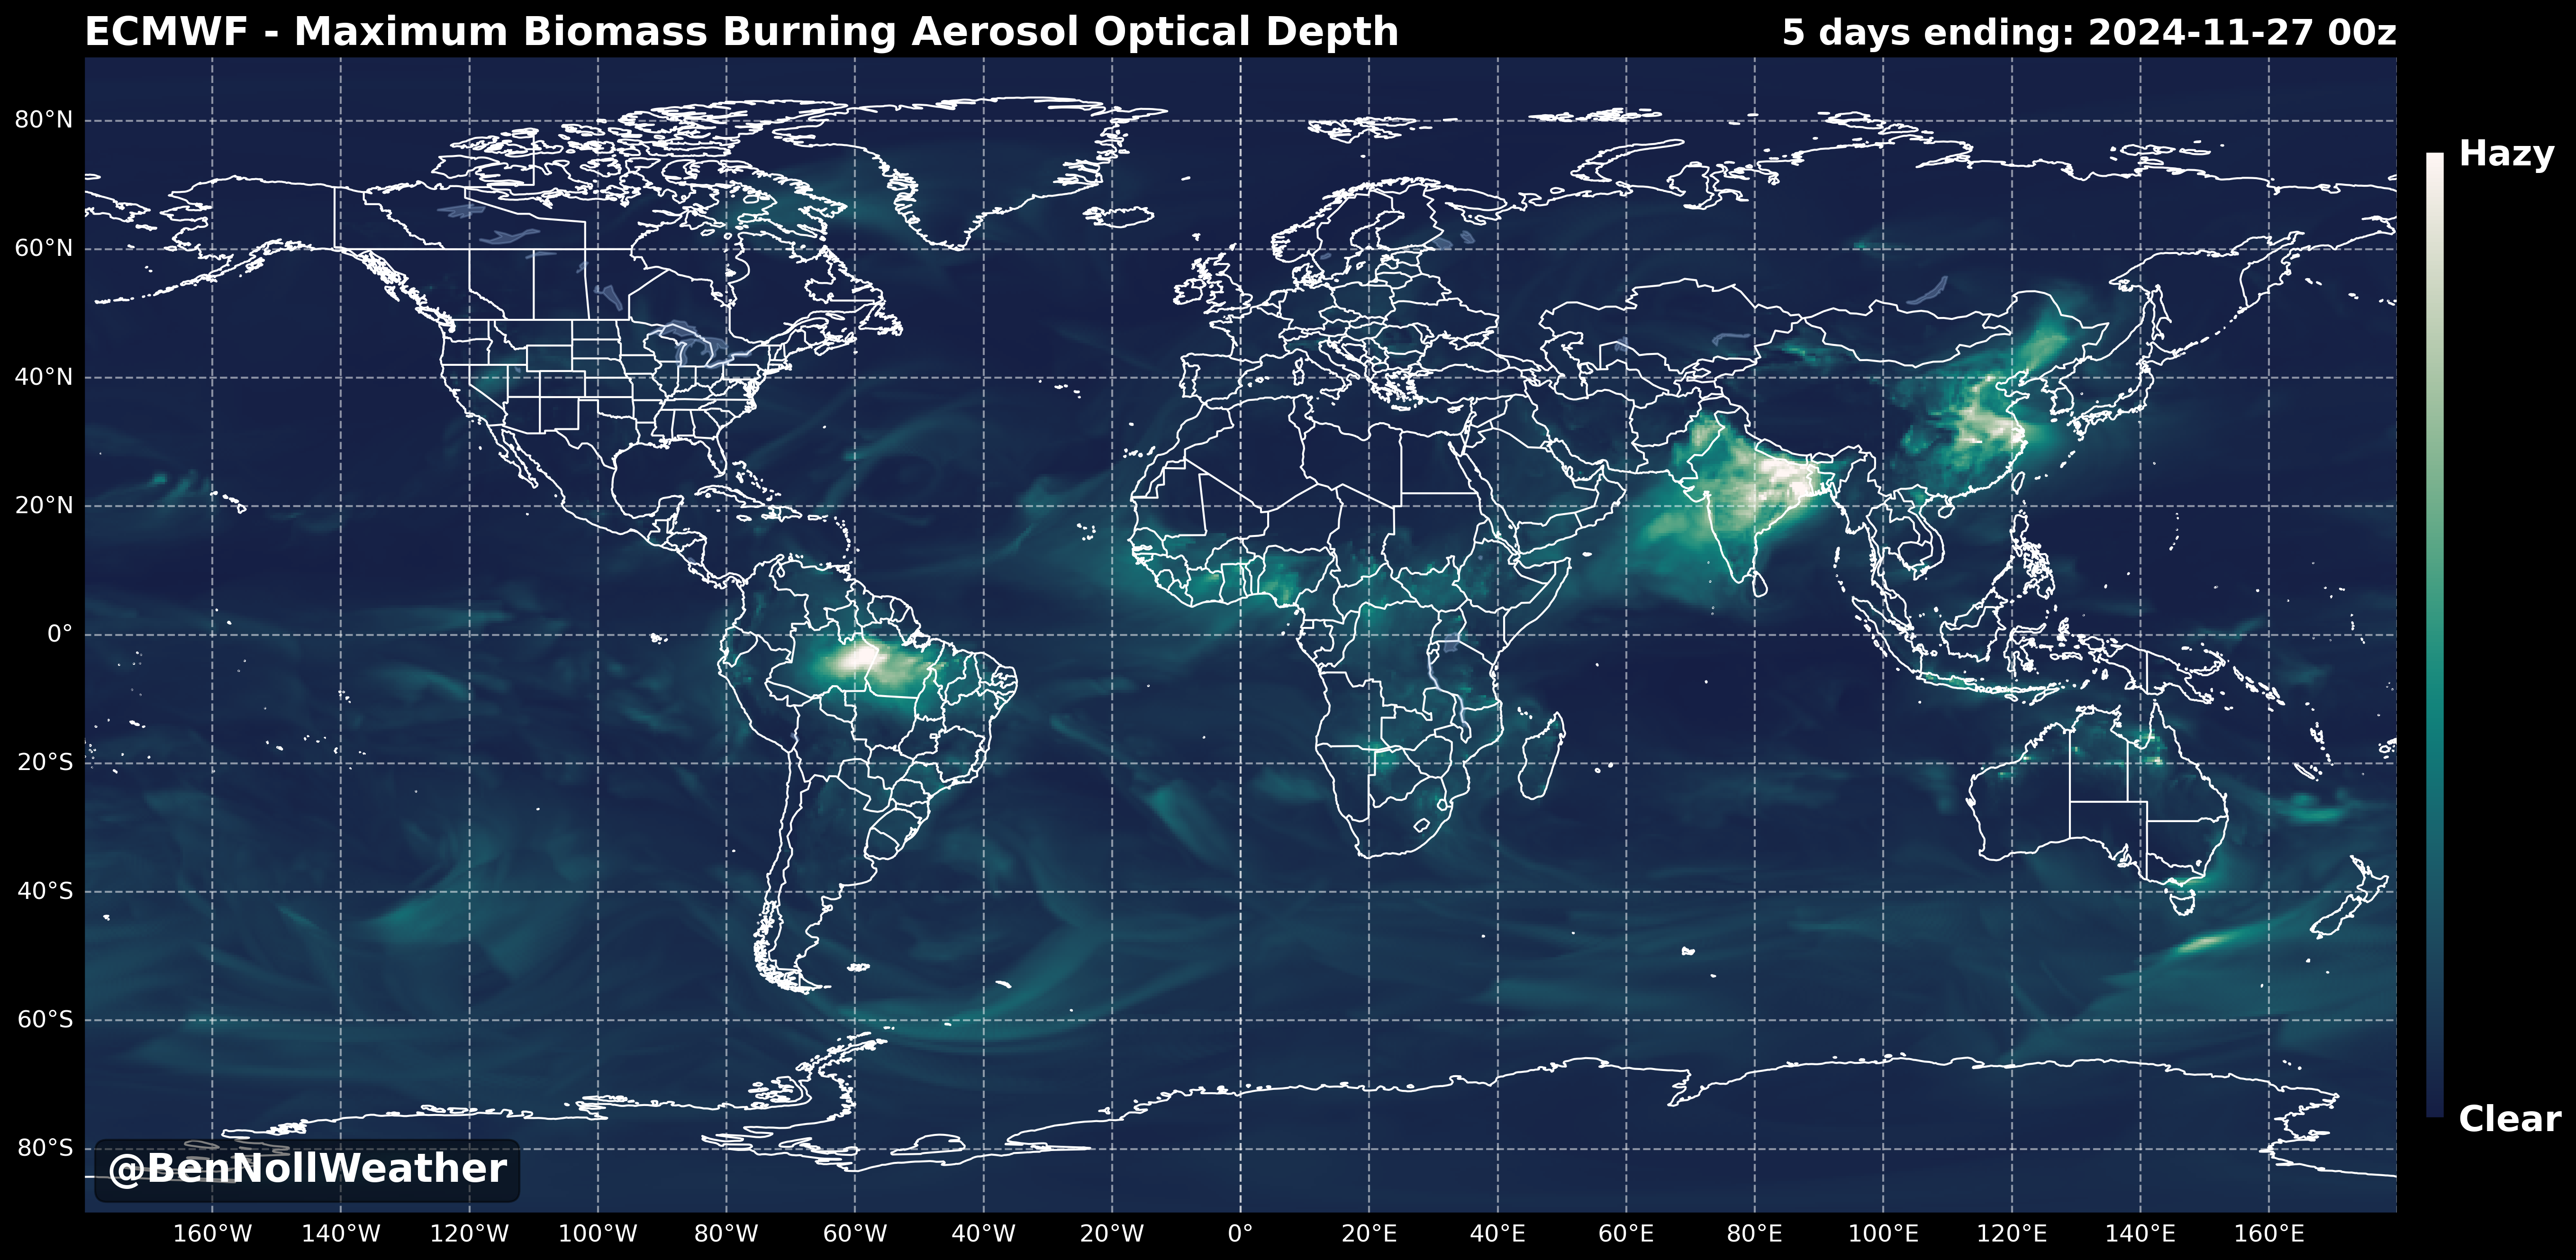 ECMWF - Maximum Biomass Burning Aerosol Optical Depth
5 days ending: 2024-11-27 00z
80°N
60°N
40°N
20°N
0°
20°S
40°S
60°S
80°S
Hazy
Clear
@BenNollWeather
160°W 140°W 120°W 100°W 80°W 60°W 40°W 20°W 0° 20°E 40°E 60°E 80°E 100°E 120°E 140°E 160°E